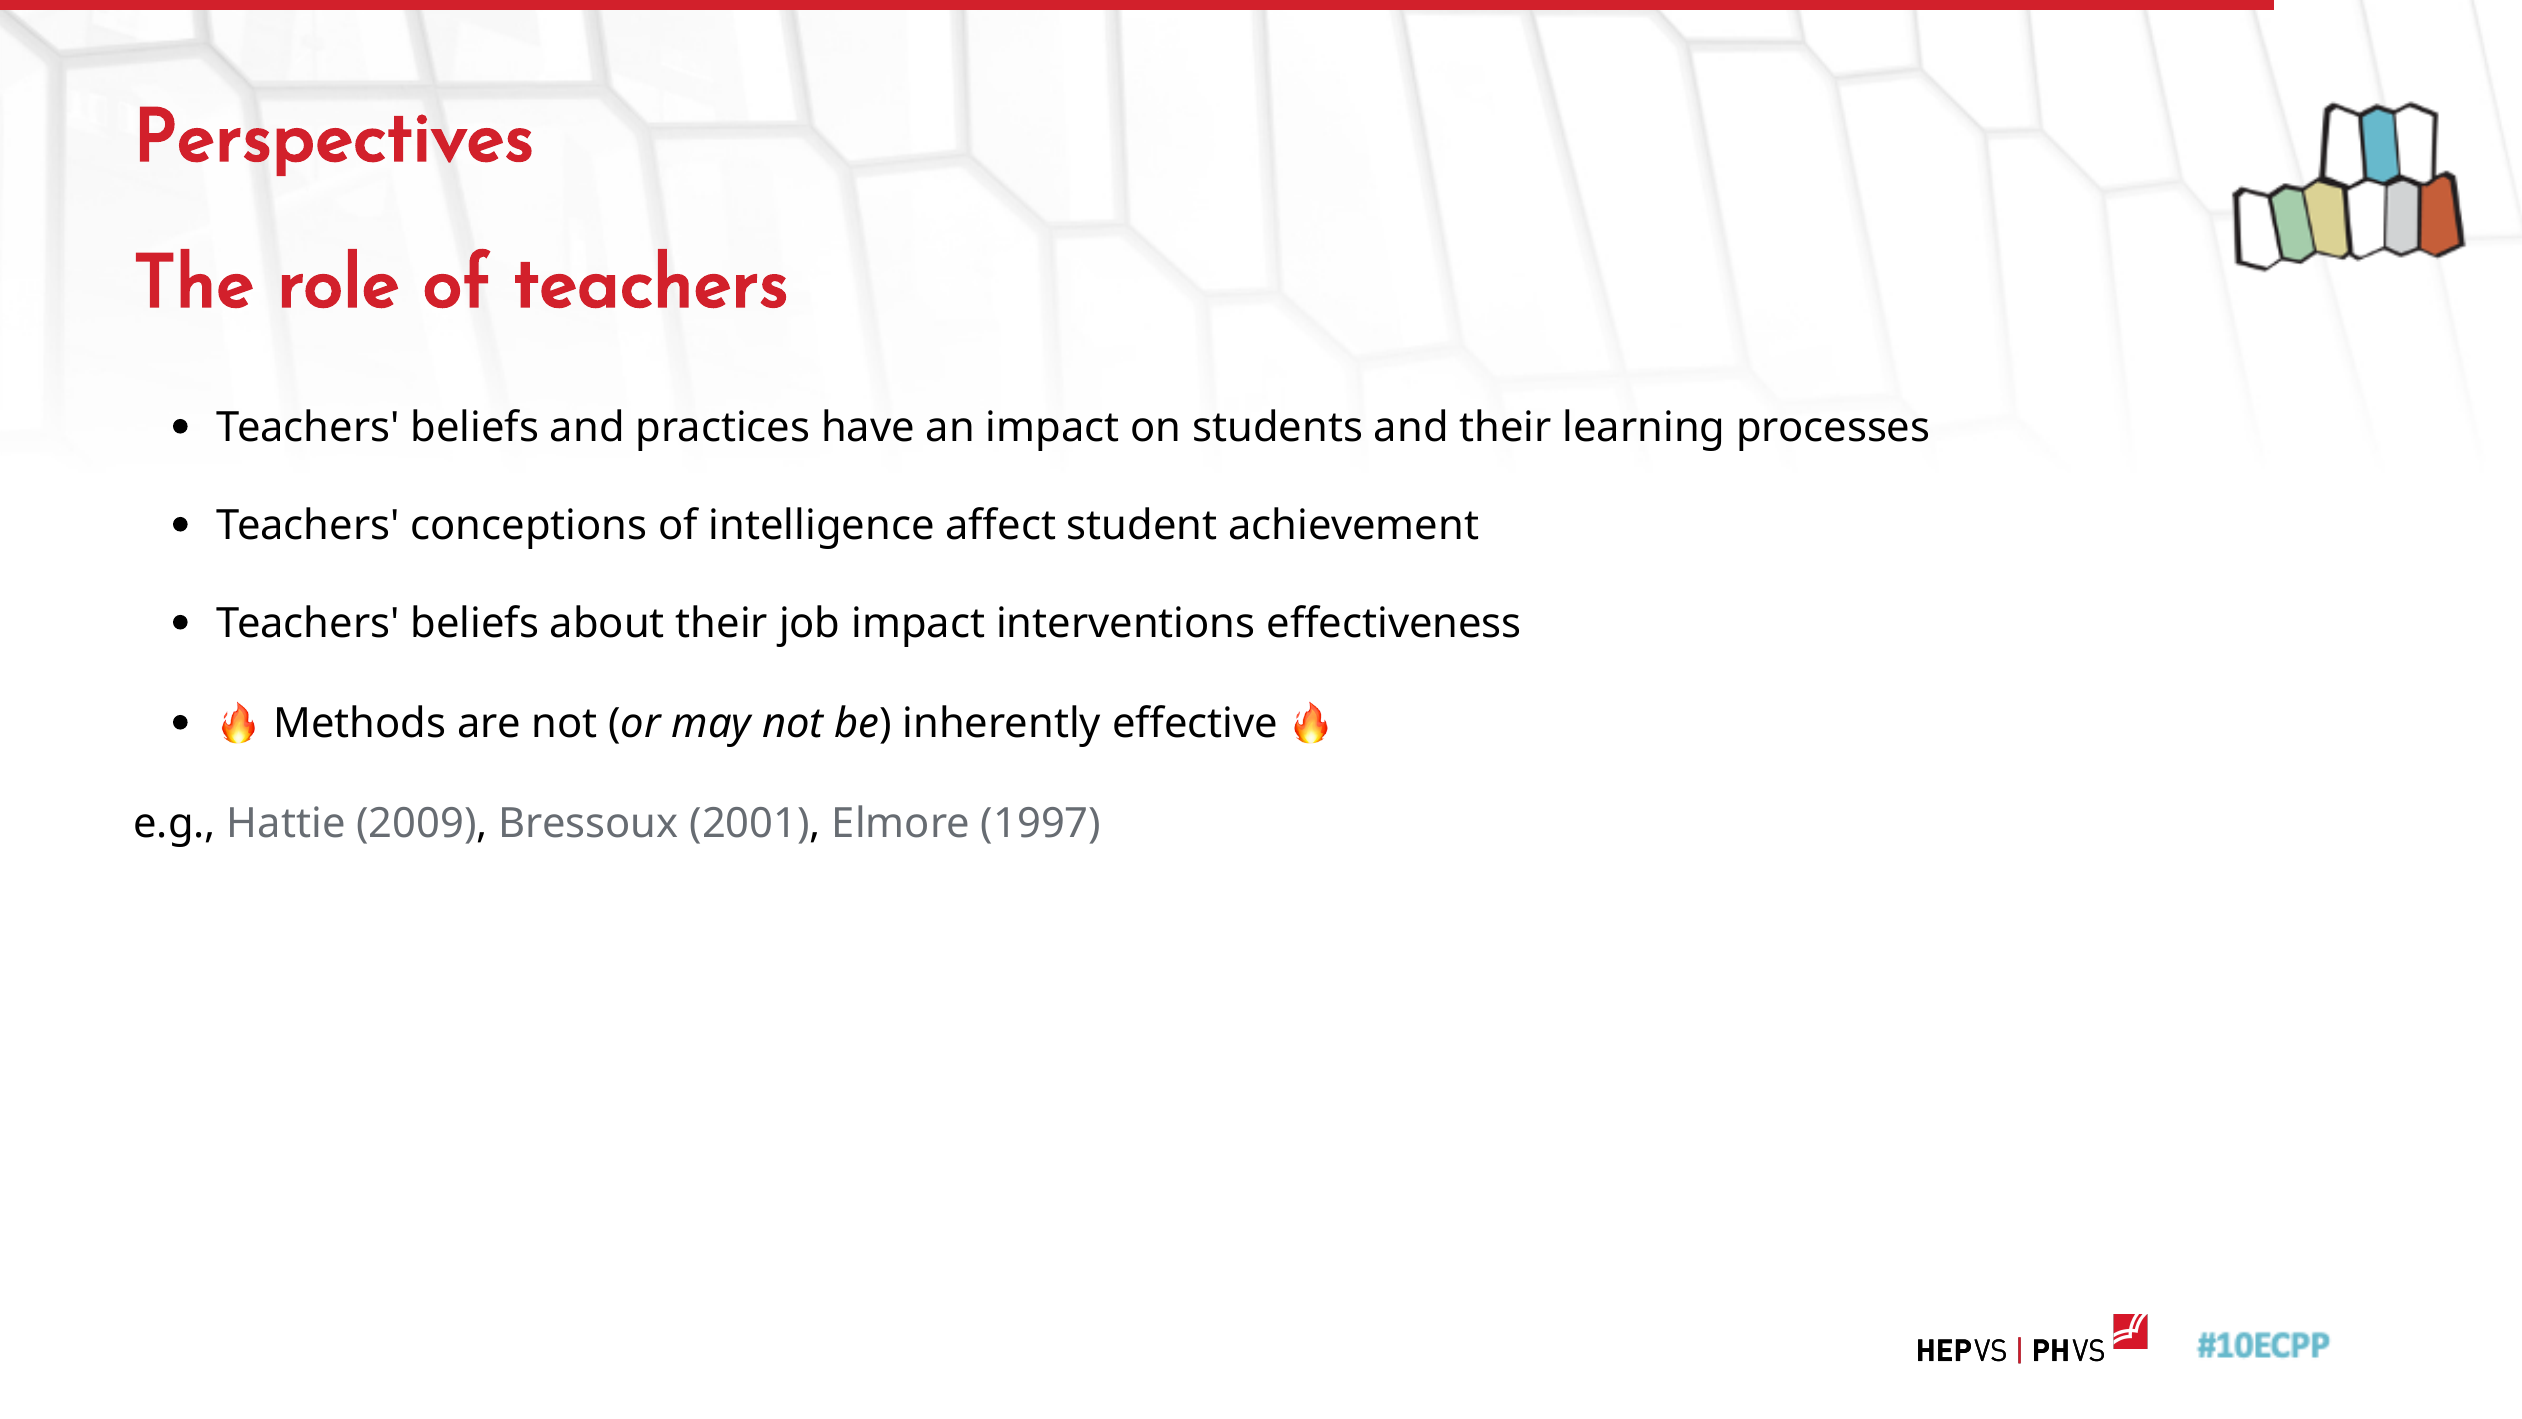 Perspectives
The role of teachers
• Teachers' beliefs and practices have an impact on students and their learning processes
• Teachers' conceptions of intelligence affect student achievement
• Teachers' beliefs about their job impact interventions effectiveness
• 🔥 Methods are not (or may not be) inherently effective 🔥
e.g., Hattie (2009), Bressoux (2001), Elmore (1997)
HEPVS | PHVS
#10ECPP